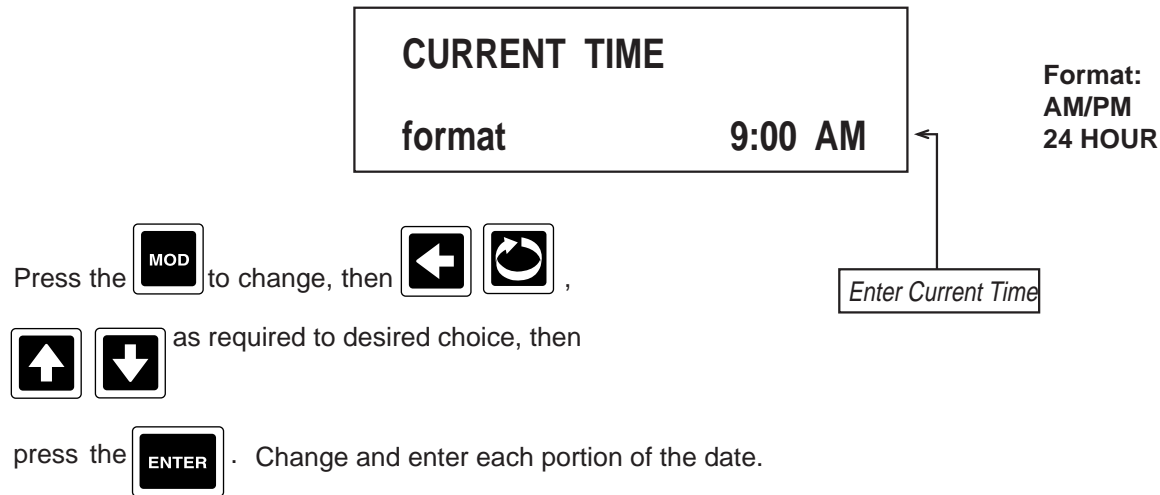 CURRENT TIME
format 9:00 AM
Format:
AM/PM
24 HOUR
Enter Current Time
Press the MOD to change, then ,
as required to desired choice, then
press the ENTER . Change and enter each portion of the date.